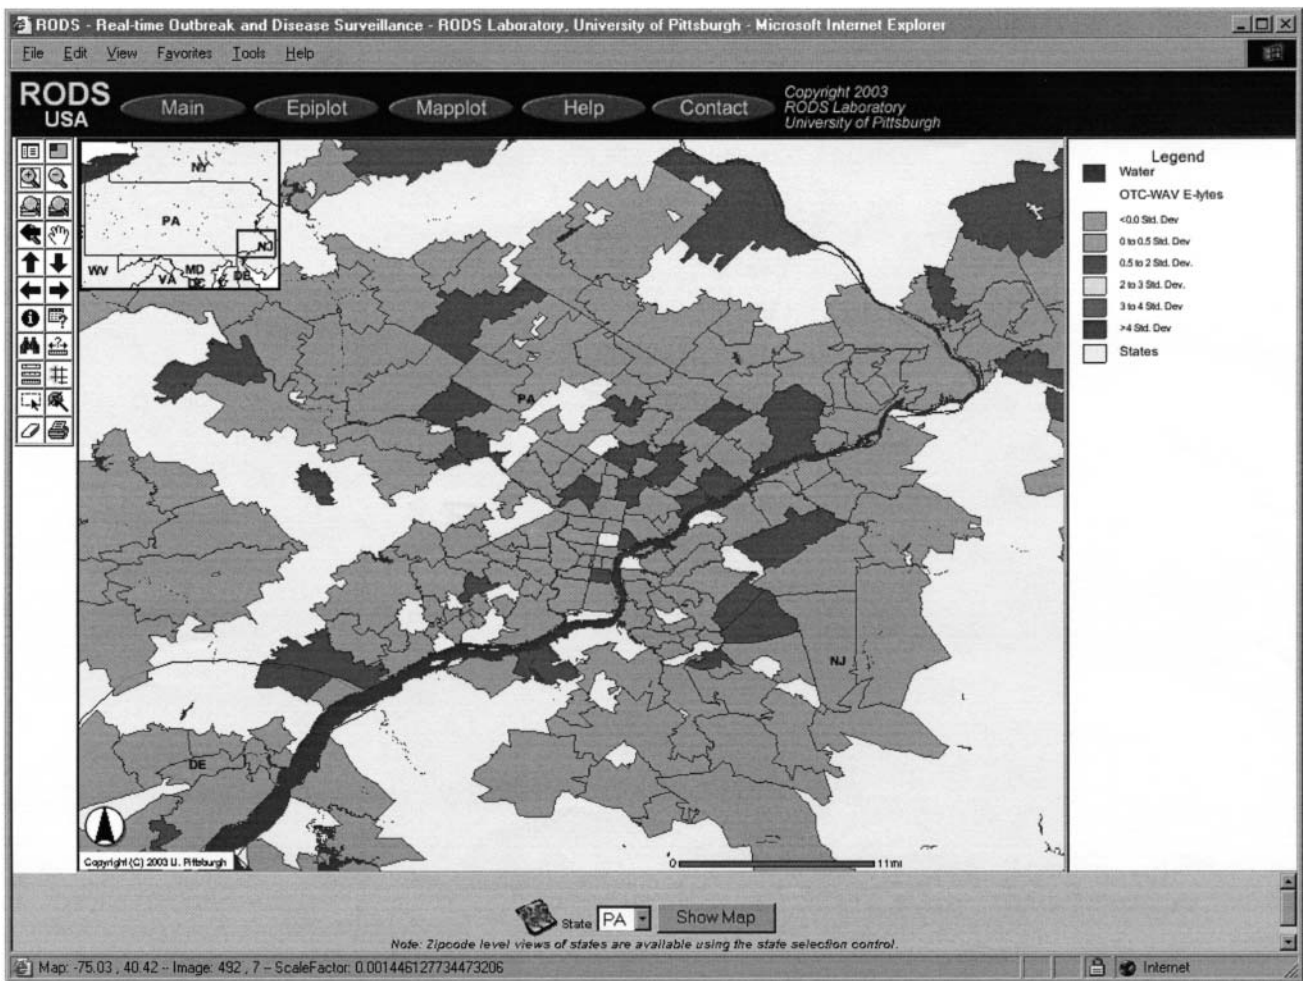 RODS - Real-time Outbreak and Disease Surveillance - RODS Laboratory, University of Pittsburgh - Microsoft Internet Explorer
File Edit View Favorites Tools Help
RODS
USA
Main Epiplot Mapplot Help Contact
Copyright 2003
RODS Laboratory
University of Pittsburgh
NY
PA
NJ
WV
MD
DE
VA
DC
PA
NJ
DE
Copyright (C) 2003 U. Pittsburgh
0 11mi
Legend
Water
OTC-WAV E-lytes
<0.0 Std. Dev
0 to 0.5 Std. Dev
0.5 to 2 Std. Dev.
2 to 3 Std. Dev.
3 to 4 Std. Dev
>4 Std. Dev
States
State PA Show Map
Note: Zipcode level views of states are available using the state selection control.
Map: -75.03 , 40.42 -- Image: 492 , 7 -- ScaleFactor: 0.001446127734473206
Internet